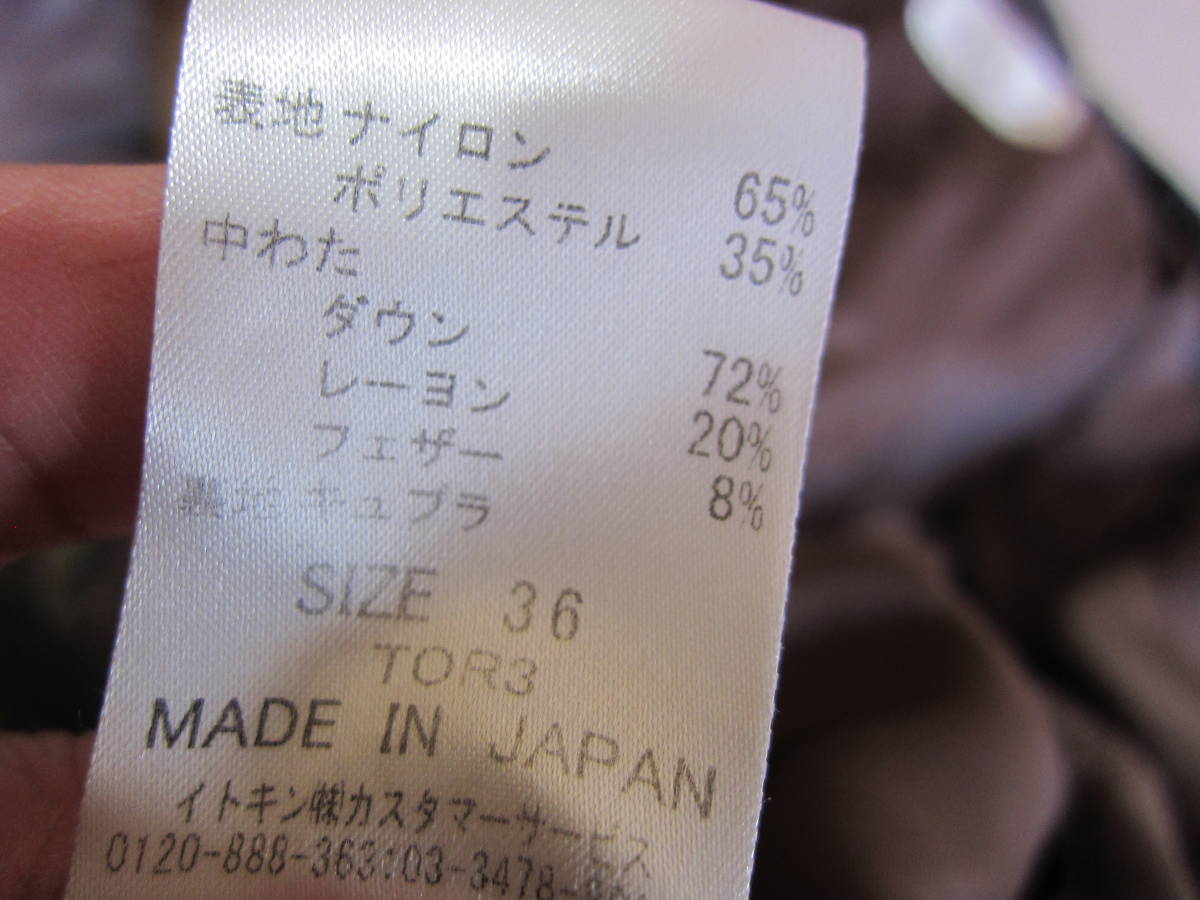 表地ナイロン 65%
ポリエステル 35%
中わた
ダウン 72%
レーヨン 20%
フェザー 8%
キュプラ
SIZE 36
TOR3
MADE IN JAPAN
イトキン㈱カスタマーサービス
0120-888-363:03-3478-